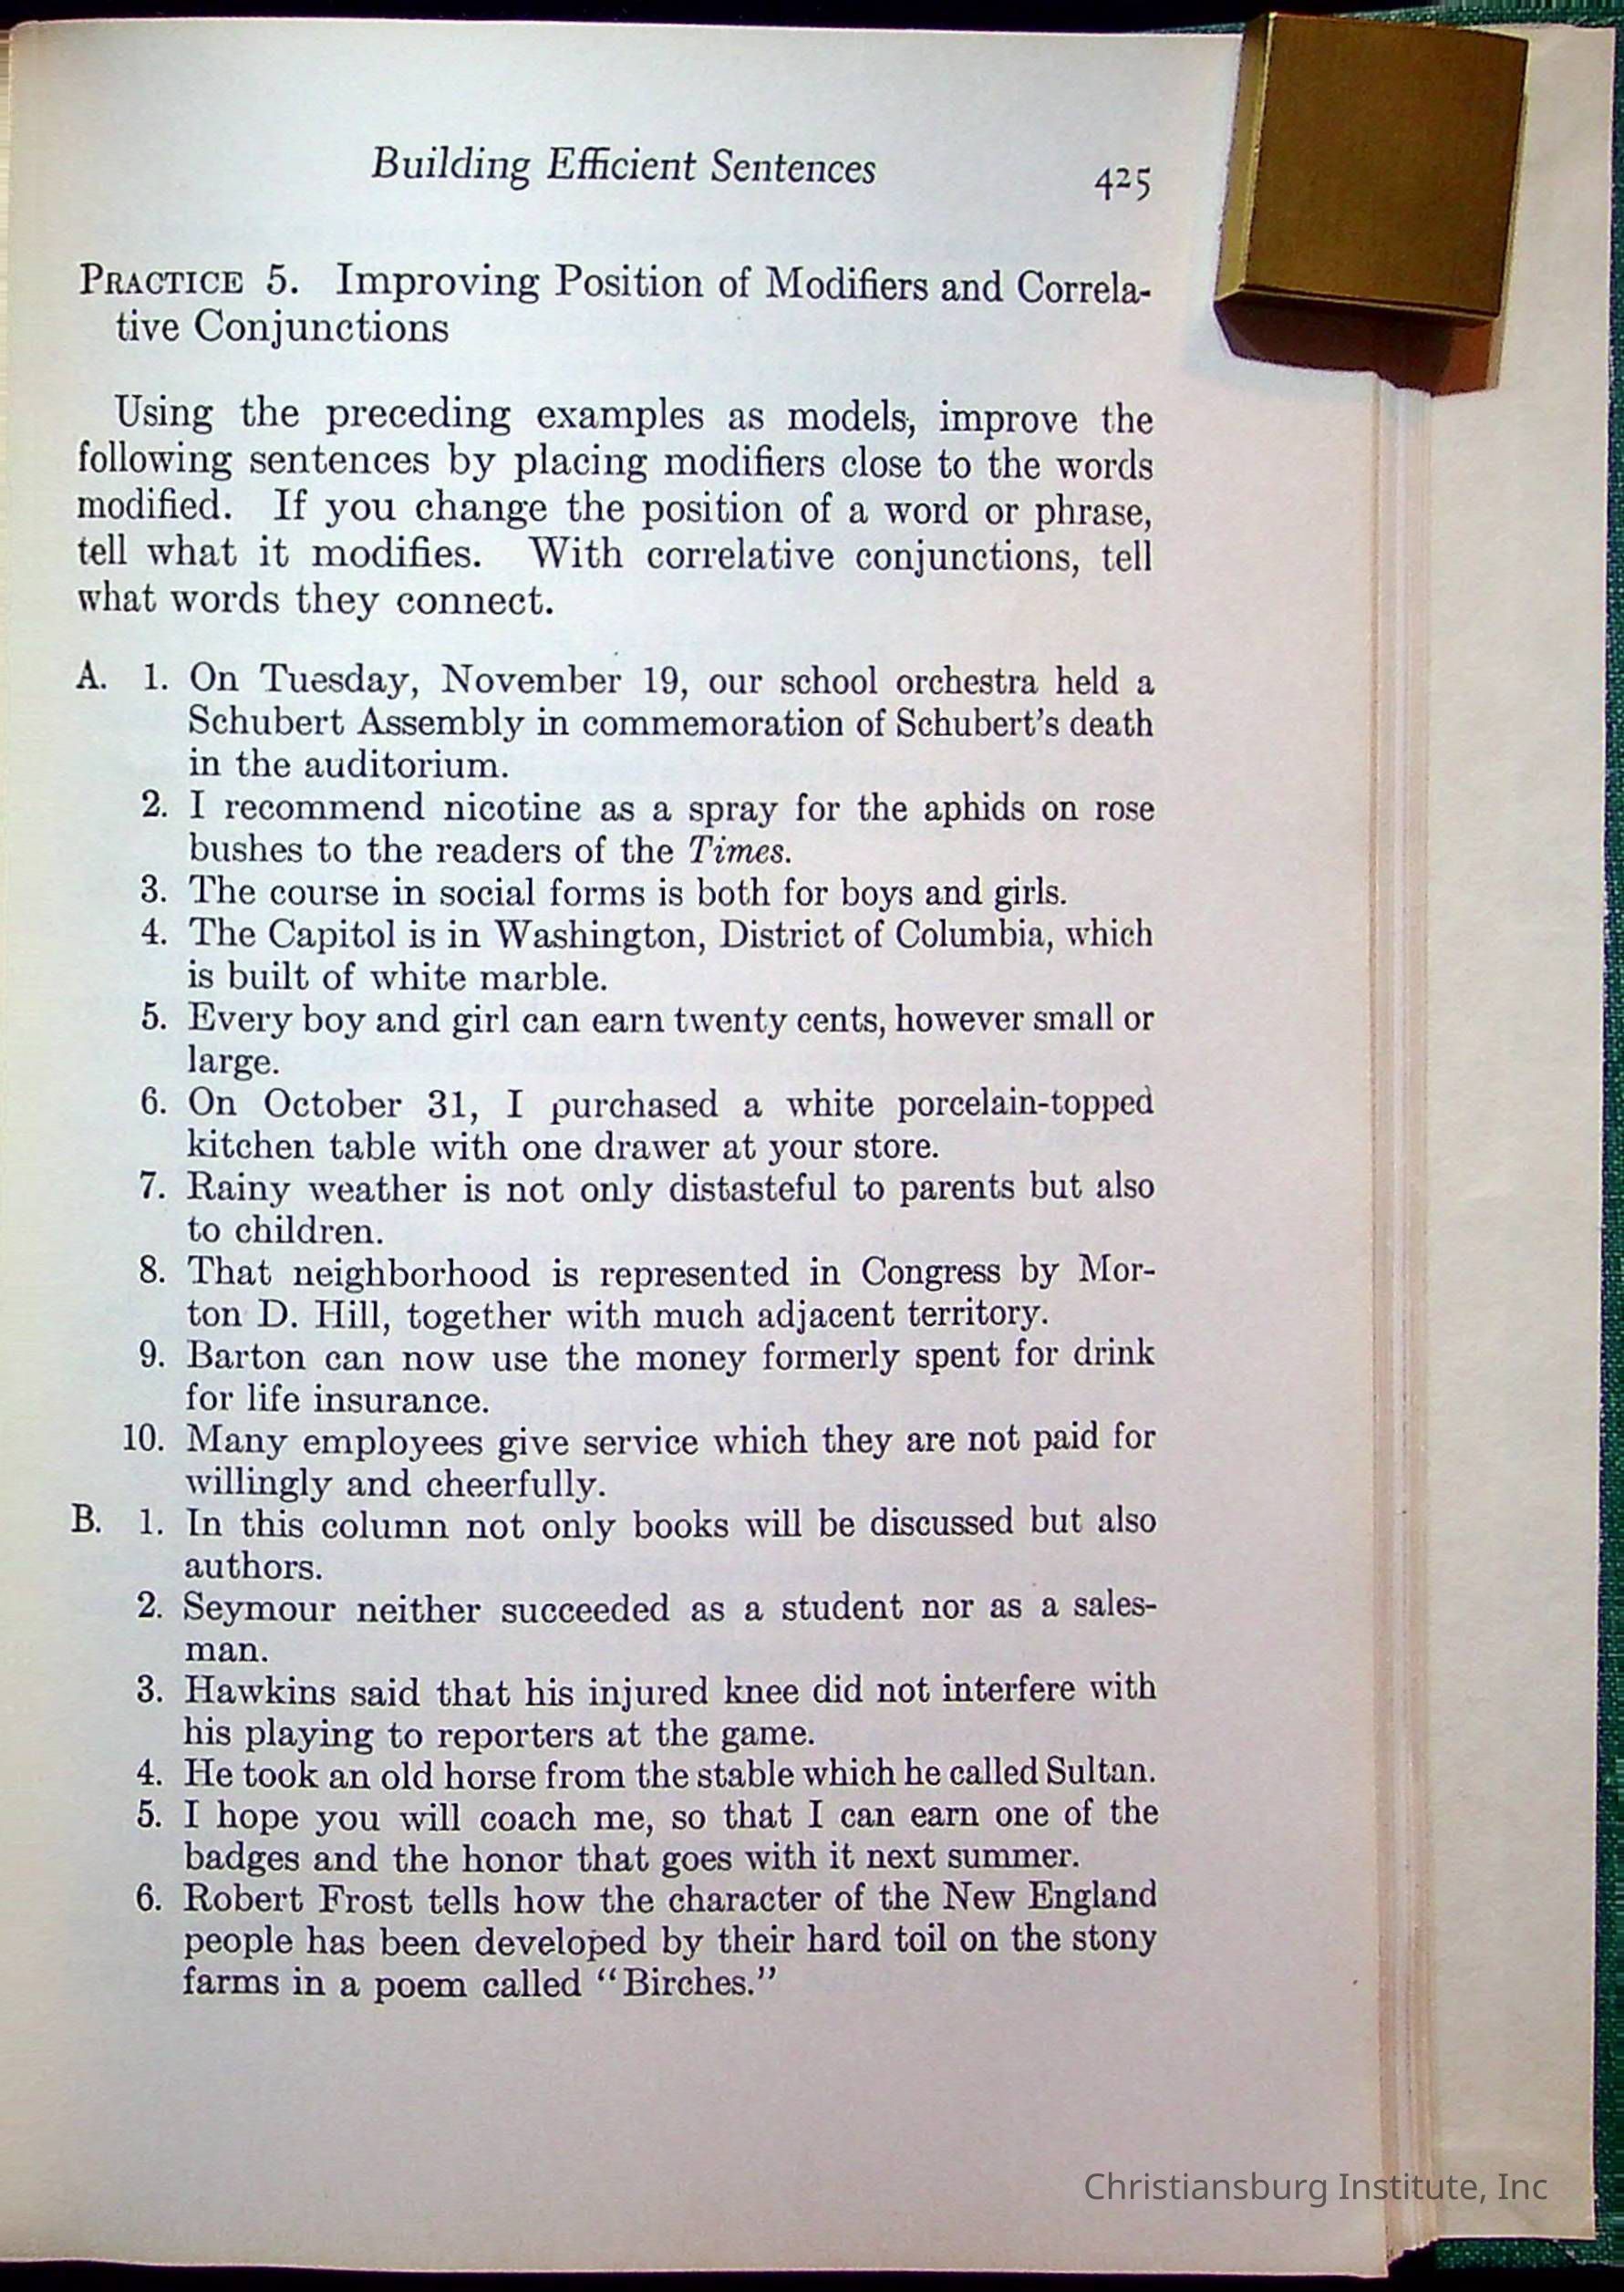 Building Efficient Sentences 425
PRACTICE 5. Improving Position of Modifiers and Correla-
tive Conjunctions
Using the preceding examples as models, improve the
following sentences by placing modifiers close to the words
modified. If you change the position of a word or phrase,
tell what it modifies. With correlative conjunctions, tell
what words they connect.
A. 1. On Tuesday, November 19, our school orchestra held a
Schubert Assembly in commemoration of Schubert's death
in the auditorium.
2. I recommend nicotine as a spray for the aphids on rose
bushes to the readers of the Times.
3. The course in social forms is both for boys and girls.
4. The Capitol is in Washington, District of Columbia, which
is built of white marble.
5. Every boy and girl can earn twenty cents, however small or
large.
6. On October 31, I purchased a white porcelain-topped
kitchen table with one drawer at your store.
7. Rainy weather is not only distasteful to parents but also
to children.
8. That neighborhood is represented in Congress by Mor-
ton D. Hill, together with much adjacent territory.
9. Barton can now use the money formerly spent for drink
for life insurance.
10. Many employees give service which they are not paid for
willingly and cheerfully.
B. 1. In this column not only books will be discussed but also
authors.
2. Seymour neither succeeded as a student nor as a sales-
man.
3. Hawkins said that his injured knee did not interfere with
his playing to reporters at the game.
4. He took an old horse from the stable which he called Sultan.
5. I hope you will coach me, so that I can earn one of the
badges and the honor that goes with it next summer.
6. Robert Frost tells how the character of the New England
people has been developed by their hard toil on the stony
farms in a poem called "Birches."
Christiansburg Institute, Inc